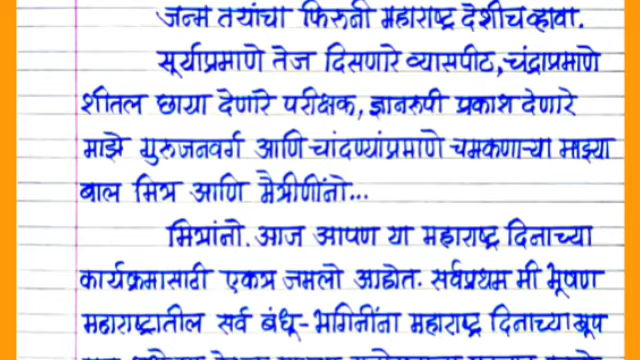 जन्म तयांचा फिरुनी महाराष्ट्र देशीच व्हावा.
सूर्याप्रमाणे तेज दिसणारे व्यासपीठ, चंद्राप्रमाणे
शीतल छाया देणारे परीक्षक, ज्ञानरुपी प्रकाश देणारे
माझे गुरुजनवर्ग आणि चांदण्यांप्रमाणे चमकणाऱ्या माझ्या
बाल मित्र आणि मैत्रीणींनो...
मित्रांनो. आज आपण या महाराष्ट्र दिनाच्या
कार्यक्रमासाठी एकत्र जमलो आहोत. सर्वप्रथम मी भूषण
महाराष्ट्रातील सर्व बंधू-भगिनींना महाराष्ट्र दिनाच्या खूप